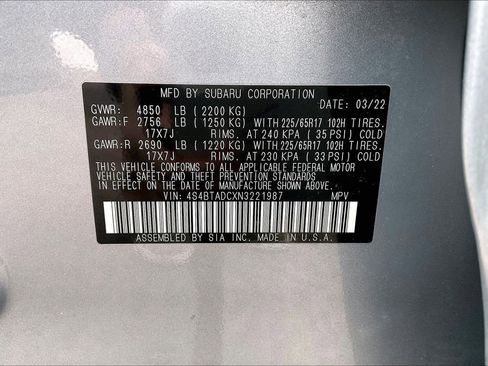 MFD BY SUBARU CORPORATION
DATE: 03/22
GVWR: 4850 LB ( 2200 KG)
GAWR:F 2756 LB ( 1250 KG) WITH 225/65R17 102H TIRES.
17X7J RIMS. AT 240 KPA ( 35 PSI) COLD
GAWR:R 2690 LB ( 1220 KG) WITH 225/65R17 102H TIRES.
17X7J RIMS. AT 230 KPA ( 33 PSI) COLD
THIS VEHICLE CONFORMS TO ALL APPLICABLE FEDERAL MOTOR
VEHICLE SAFETY AND THEFT PREVENTION STANDARDS IN EFFECT ON
THE DATE OF MANUFACTURE SHOWN ABOVE.
VIN: 4S4BTADCXN3221987 MPV
ASSEMBLED BY SIA INC. MADE IN U.S.A.